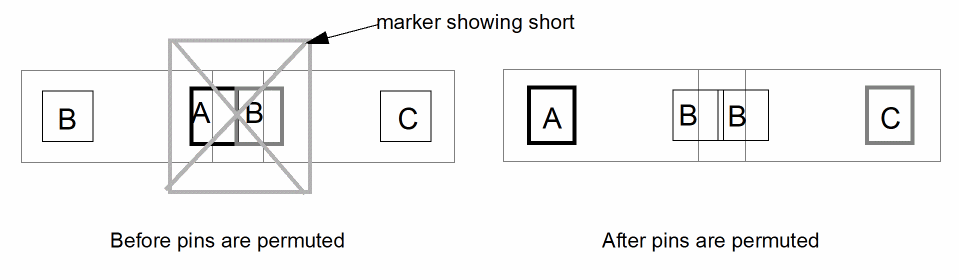 marker showing short
B A B C
A B B C
Before pins are permuted
After pins are permuted